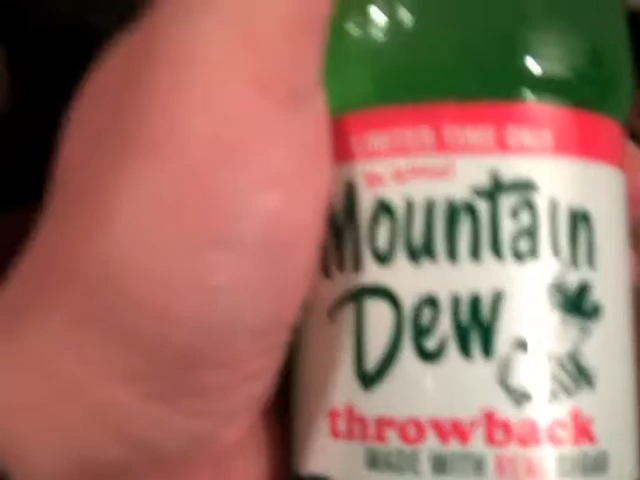 LIMITED TIME ONLY
Mountain
Dew
throwback
MADE WITH REAL SUGAR